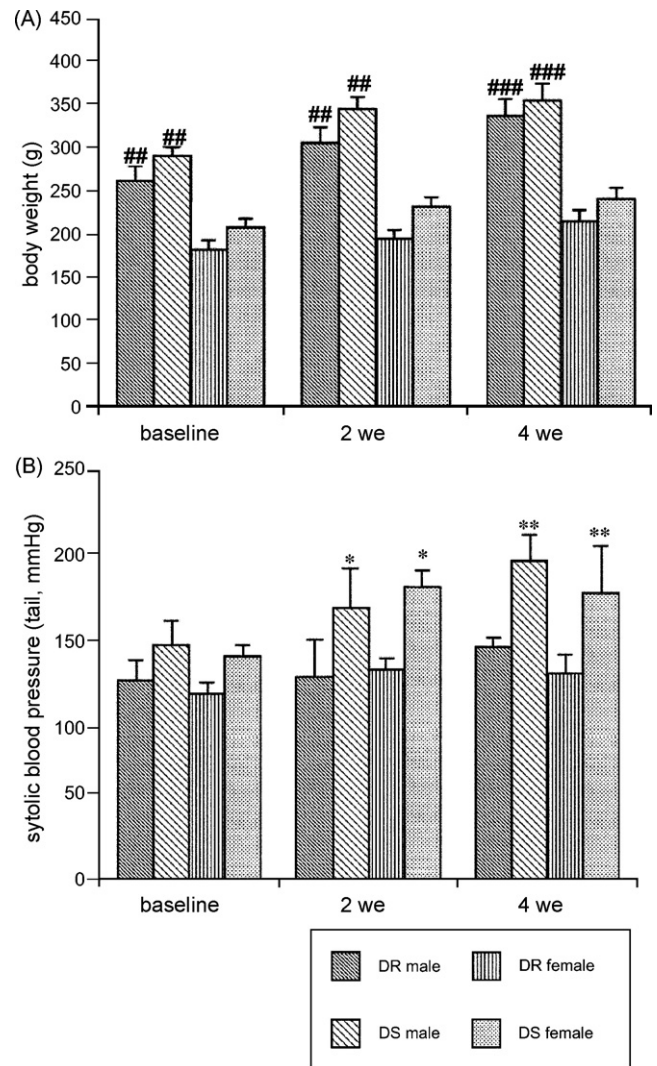 (A)
450
400
350
300
250
200
150
100
50
0
body weight (g)
## ## ## ## ### ###
baseline 2 we 4 we
(B)
250
200
150
100
50
0
sytolic blood pressure (tail, mmHg)
* * ** **
baseline 2 we 4 we
DR male DR female
DS male DS female